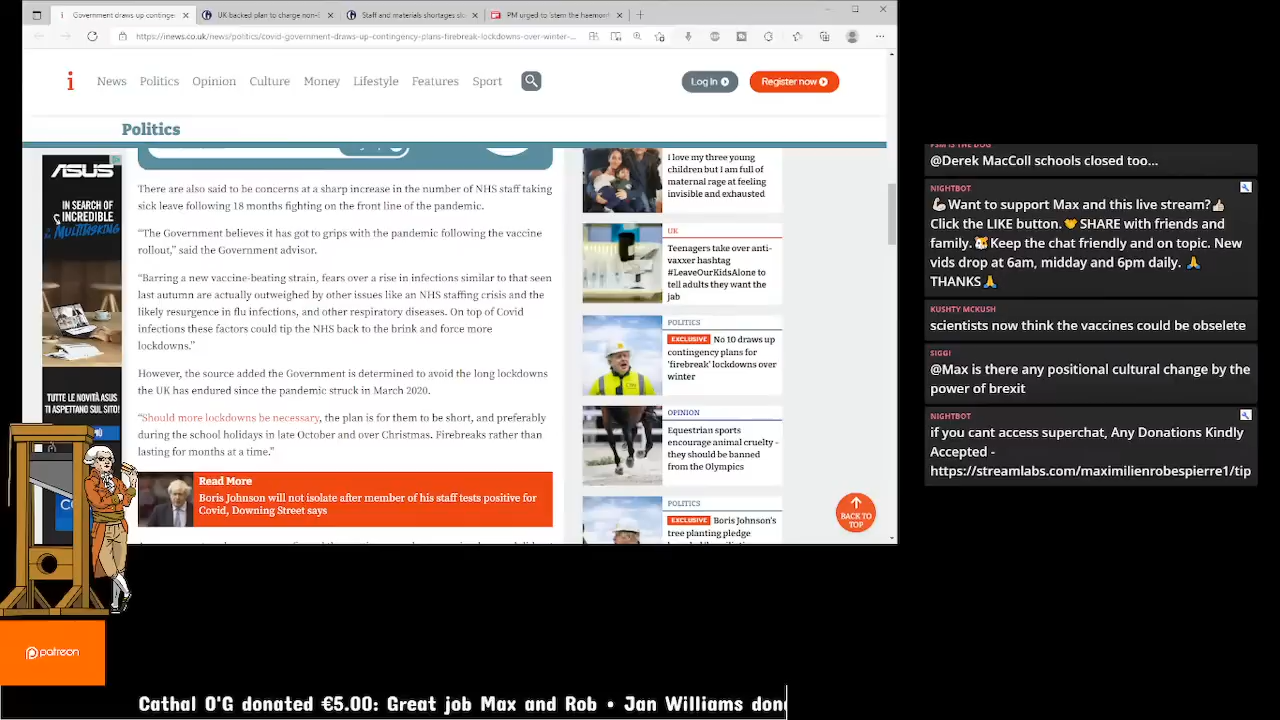 Government draws up continge
UK backed plan to charge non-
Staff and materials shortages slo
PM urged to 'stem the haemor
https://inews.co.uk/news/politics/covid-government-draws-up-contingency-plans-firebreak-lockdowns-over-winter-...
i
News
Politics
Opinion
Culture
Money
Lifestyle
Features
Sport
Log in
Register now
Politics
ASUS
IN SEARCH OF
INCREDIBLE
MULTITASKING
TUTTE LE NOVITÀ ASUS
TI ASPETTANO SUL SITO!
There are also said to be concerns at a sharp increase in the number of NHS staff taking
sick leave following 18 months fighting on the front line of the pandemic.
“The Government believes it has got to grips with the pandemic following the vaccine
rollout,” said the Government advisor.
“Barring a new vaccine-beating strain, fears over a rise in infections similar to that seen
last autumn are actually outweighed by other issues like an NHS staffing crisis and the
likely resurgence in flu infections, and other respiratory diseases. On top of Covid
infections these factors could tip the NHS back to the brink and force more
lockdowns.”
However, the source added the Government is determined to avoid the long lockdowns
the UK has endured since the pandemic struck in March 2020.
“Should more lockdowns be necessary, the plan is for them to be short, and preferably
during the school holidays in late October and over Christmas. Firebreaks rather than
lasting for months at a time.”
Read More
Boris Johnson will not isolate after member of his staff tests positive for
Covid, Downing Street says
I love my three young
children but I am full of
maternal rage at feeling
invisible and exhausted
UK
Teenagers take over anti-
vaxxer hashtag
#LeaveOurKidsAlone to
tell adults they want the
jab
POLITICS
EXCLUSIVE No 10 draws up
contingency plans for
'firebreak' lockdowns over
winter
OPINION
Equestrian sports
encourage animal cruelty -
they should be banned
from the Olympics
POLITICS
EXCLUSIVE Boris Johnson's
tree planting pledge
BACK TO
TOP
@Derek MacColl schools closed too...
NIGHTBOT
💪🏻Want to support Max and this live stream?👍🏻
Click the LIKE button.🧡 SHARE with friends and
family.🐯Keep the chat friendly and on topic. New
vids drop at 6am, midday and 6pm daily. 🙏
THANKS🙏
KUSHTY MCKUSH
scientists now think the vaccines could be obselete
SIGGI
@Max is there any positional cultural change by the
power of brexit
NIGHTBOT
if you cant access superchat, Any Donations Kindly
Accepted -
https://streamlabs.com/maximilienrobespierre1/tip
patreon
Cathal O'G donated €5.00: Great job Max and Rob • Jan Williams don